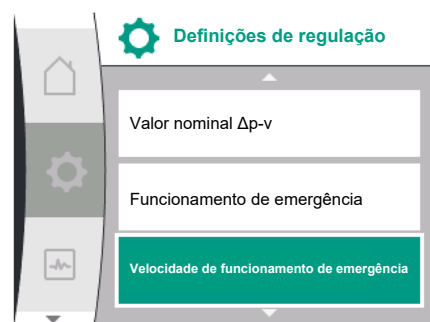 Definições de regulação
Valor nominal Δp-v
Funcionamento de emergência
Velocidade de funcionamento de emergência